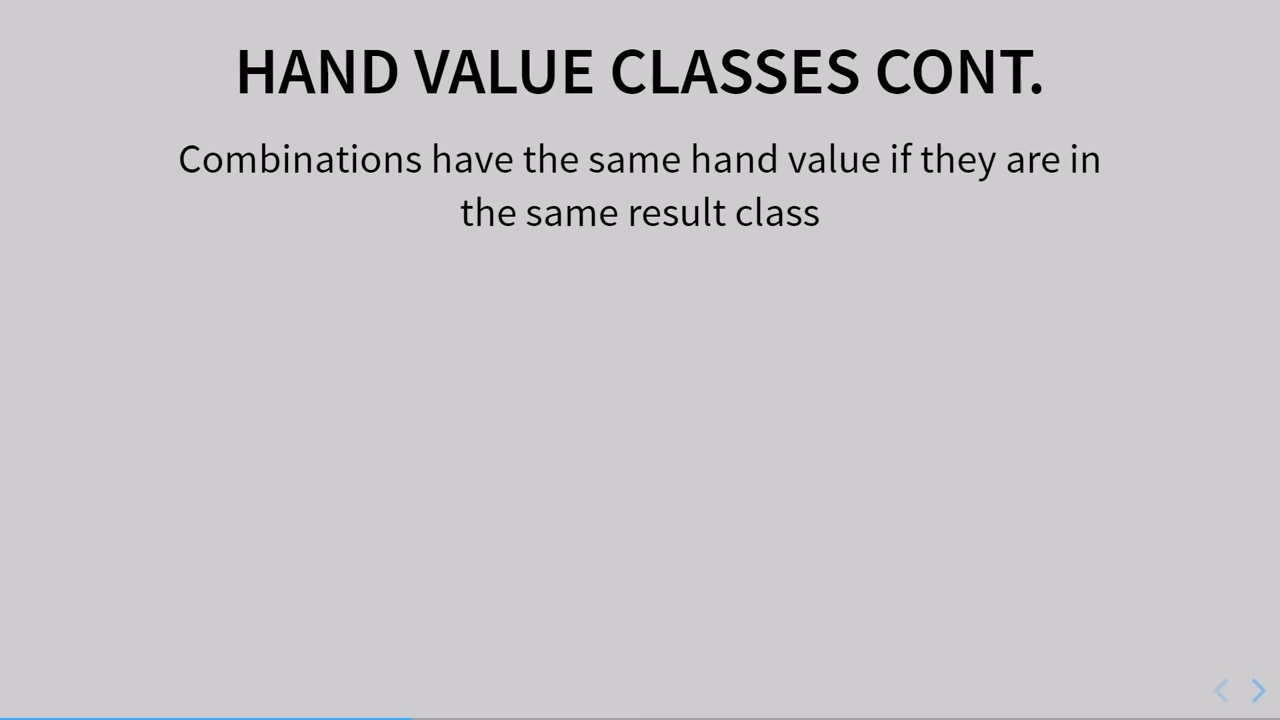 HAND VALUE CLASSES CONT.
Combinations have the same hand value if they are in
the same result class